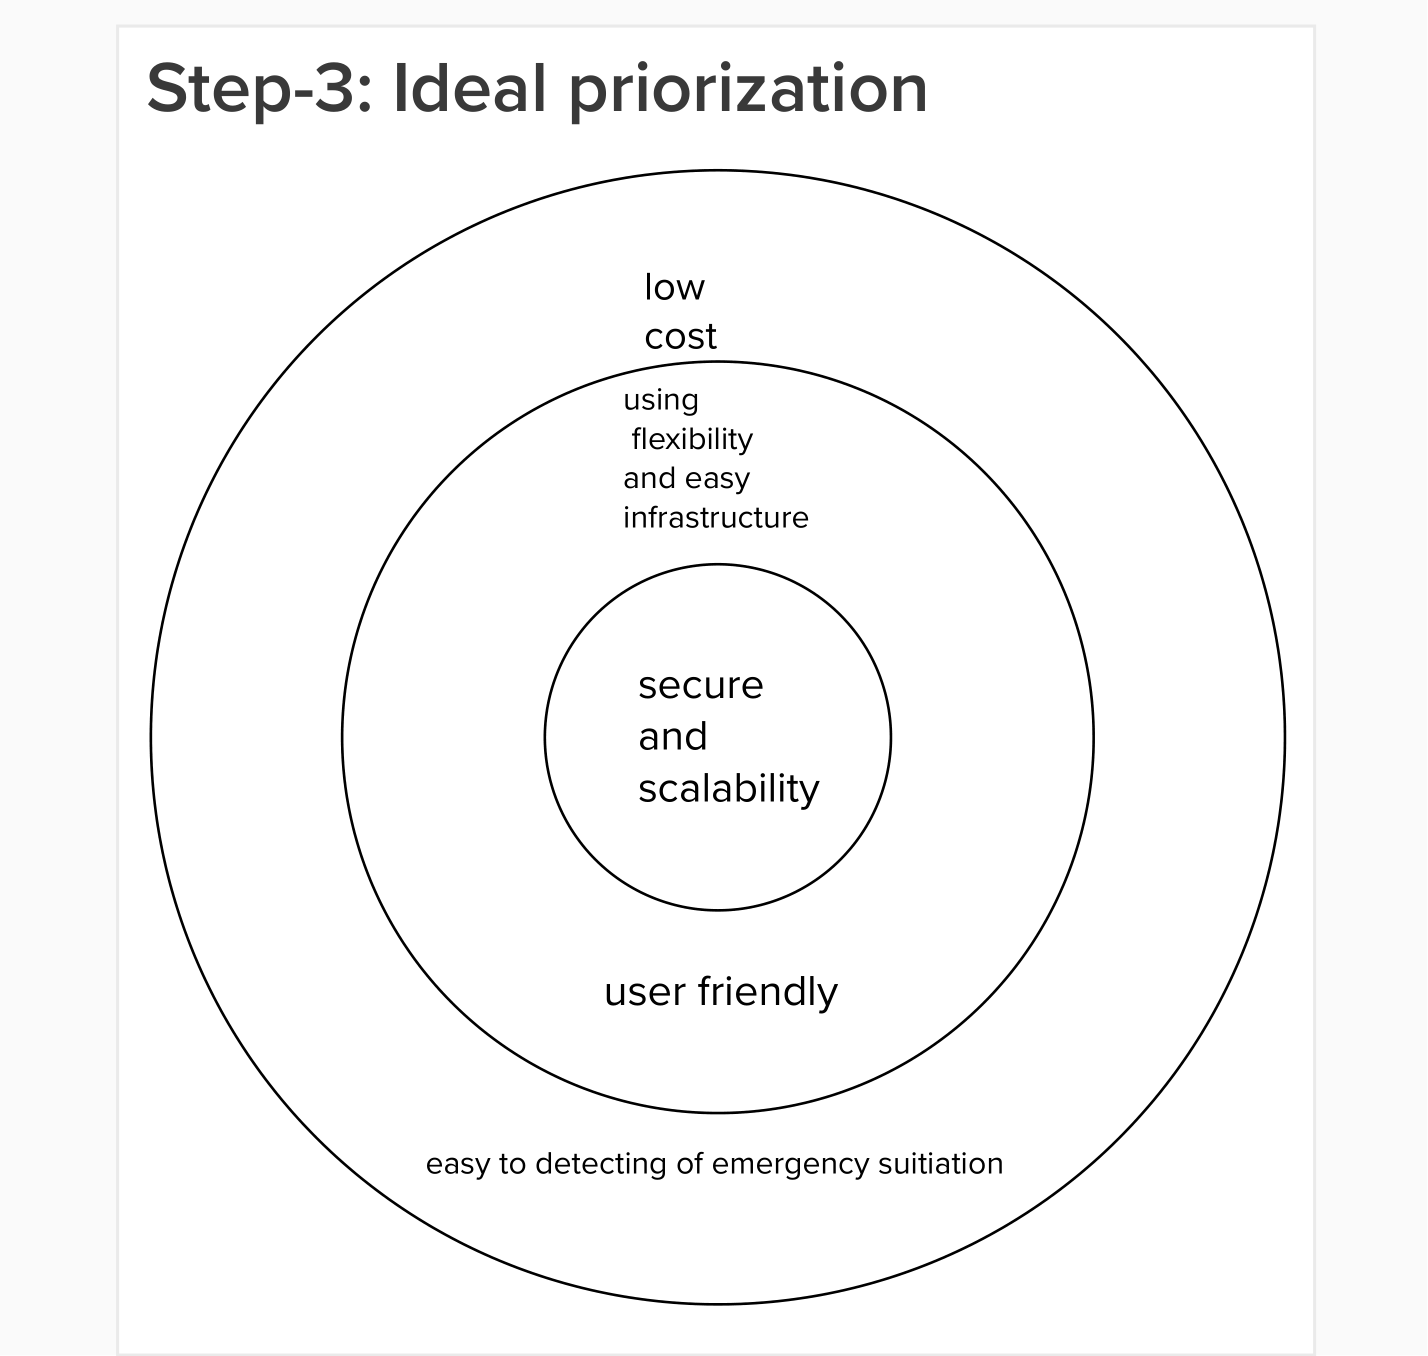 Step-3: Ideal priorization
low
cost
using
flexibility
and easy
infrastructure
secure
and
scalability
user friendly
easy to detecting of emergency suitiation